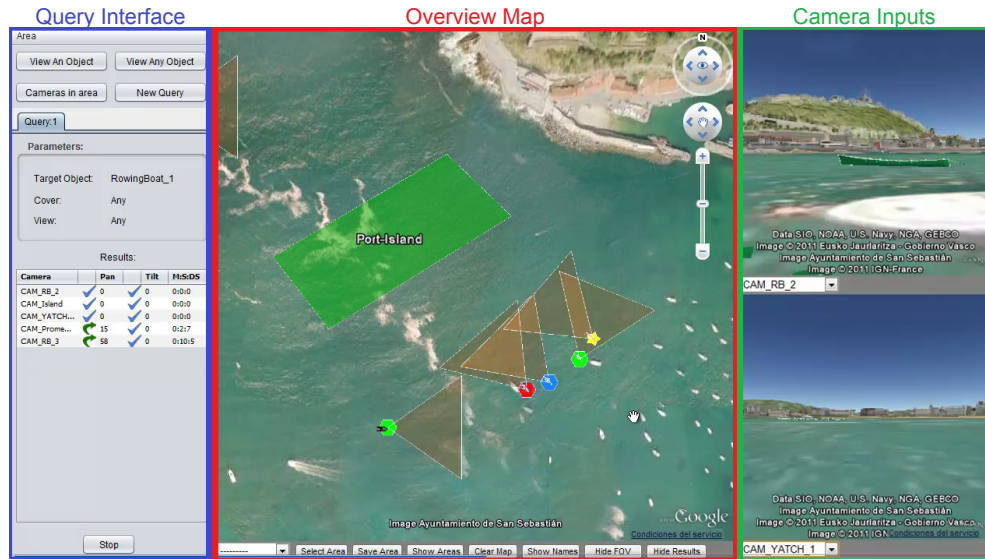 Query Interface
Overview Map
Camera Inputs
Area
View An Object
View Any Object
Cameras in area
New Query
Query:1
Parameters:
Target Object: RowingBoat_1
Cover: Any
View: Any
Results:
Camera Pan Tilt M:S:DS
CAM_RB_2 0 0 0:0:0
CAM_Island 0 0 0:0:0
CAM_YATCH... 0 0 0:0:0
CAM_Prome... 15 0 0:2:7
CAM_RB_3 58 0 0:10:5
Stop
N
Port-Island
Image Ayuntamiento de San Sebastián
Google
Condiciones del servicio
---------
Select Area
Save Area
Show Areas
Clear Map
Show Names
Hide FOV
Hide Results
Data SIO, NOAA, U.S. Navy, NGA, GEBCO
Image © 2011 Eusko Jaurlaritza - Gobierno Vasco
Image Ayuntamiento de San Sebastián
Image © 2011 IGN-France
CAM_RB_2
Data SIO, NOAA, U.S. Navy, NGA, GEBCO
Image Ayuntamiento de San Sebastián
Image © 2011 Eusko Jaurlaritza - Gobierno Vasco
Image © 2011 IGN
Condiciones del servicio
CAM_YATCH_1